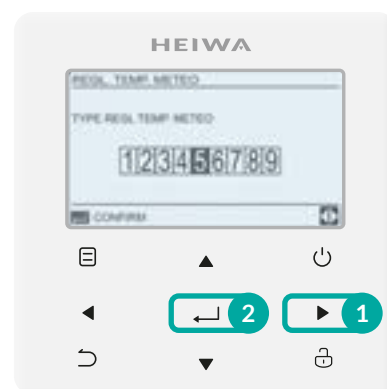 HEIWA
REGL. TEMP. METEO
TYPE REGL TEMP METEO
1 2 3 4 5 6 7 8 9
CONFIRM
2 1